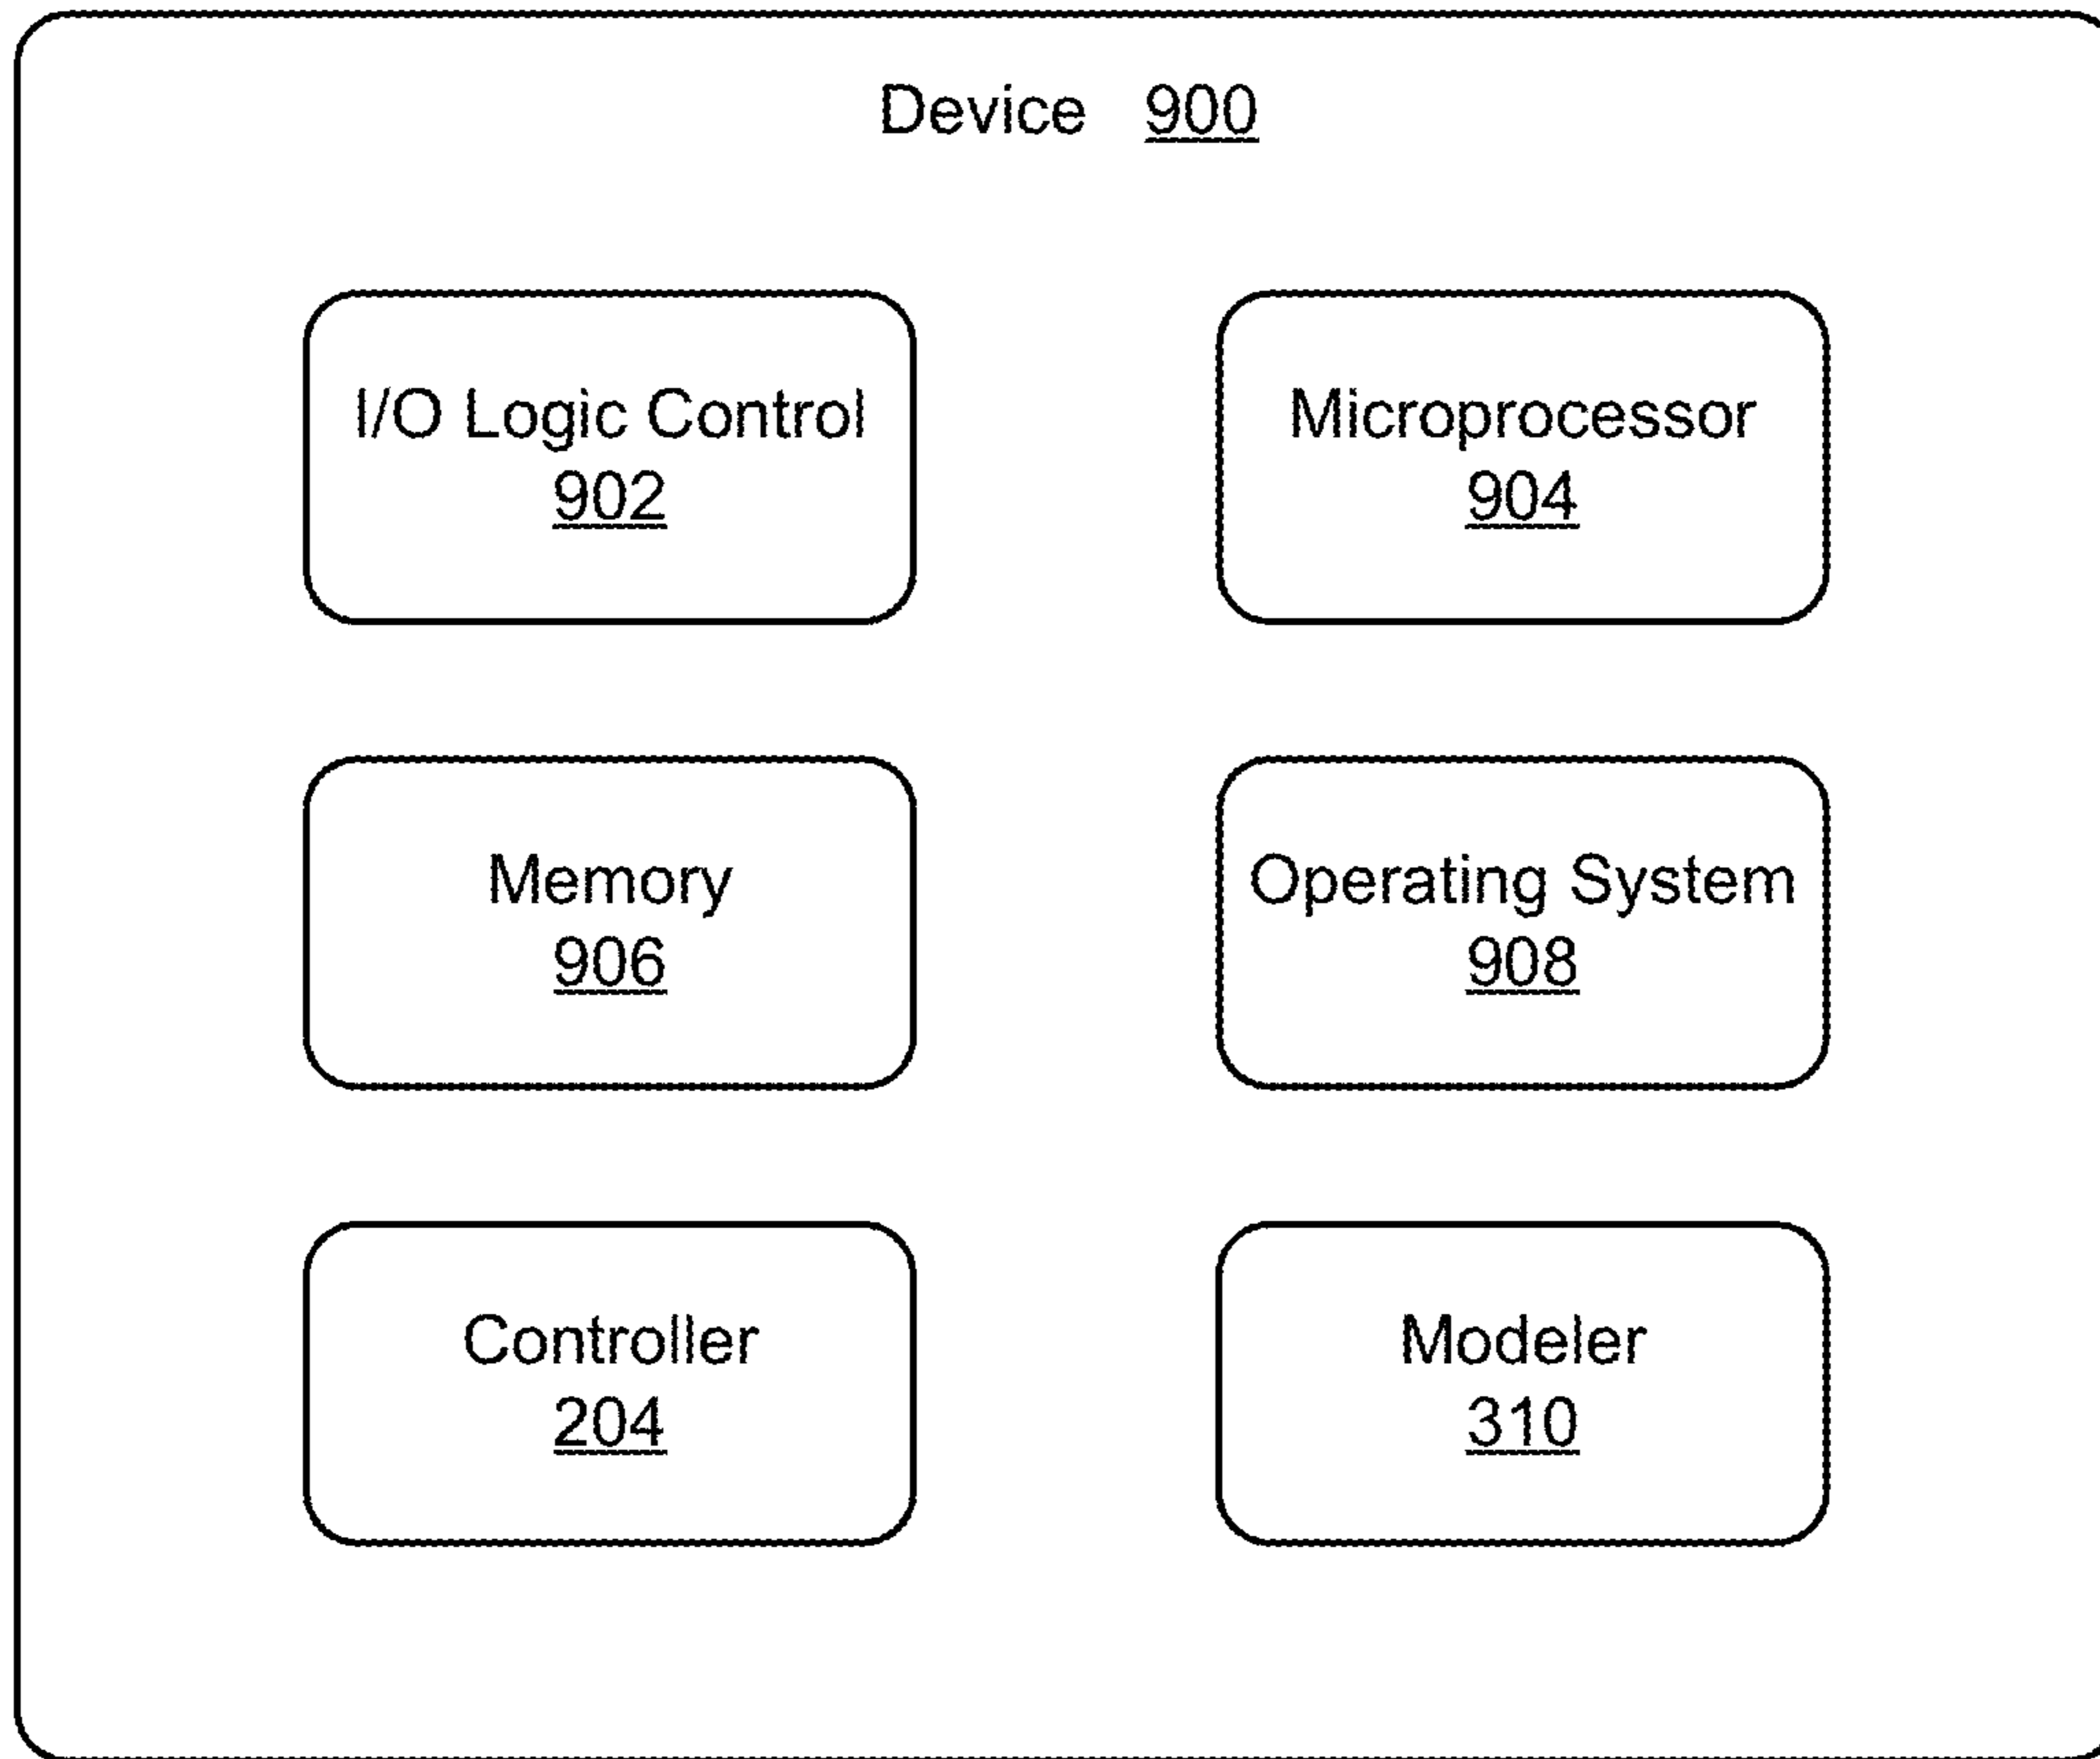 Device 900
I/O Logic Control
902
Microprocessor
904
Memory
906
Operating System
908
Controller
204
Modeler
310